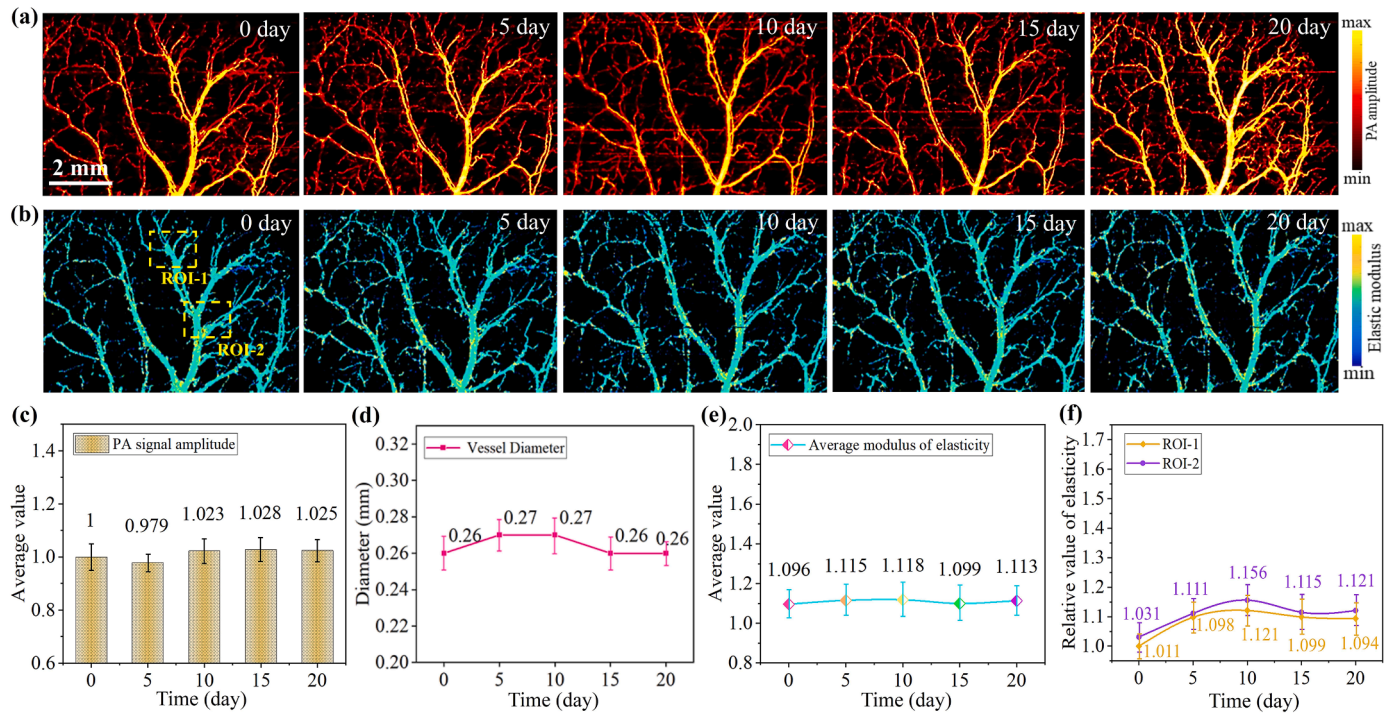 (a)
0 day
5 day
10 day
15 day
20 day
2 mm
max
PA amplitude
min
(b)
0 day
5 day
10 day
15 day
20 day
ROI-1
ROI-2
max
Elastic modulus
min
(c)
PA signal amplitude
Average value
1.4
1.2
1.0
0.8
0.6
1
0.979
1.023
1.028
1.025
0 5 10 15 20
Time (day)
(d)
Vessel Diameter
Diameter (mm)
0.32
0.30
0.28
0.26
0.24
0.22
0.20
0.26
0.27
0.27
0.26
0.26
0 5 10 15 20
Time (day)
(e)
Average modulus of elasticity
Average value
2.0
1.8
1.6
1.4
1.2
1.0
0.8
1.096
1.115
1.118
1.099
1.113
0 5 10 15 20
Time (day)
(f)
ROI-1
ROI-2
Relative value of elasticity
1.7
1.6
1.5
1.4
1.3
1.2
1.1
1.0
1.031
1.111
1.156
1.115
1.121
1.011
1.098
1.121
1.099
1.094
0 5 10 15 20
Time (day)